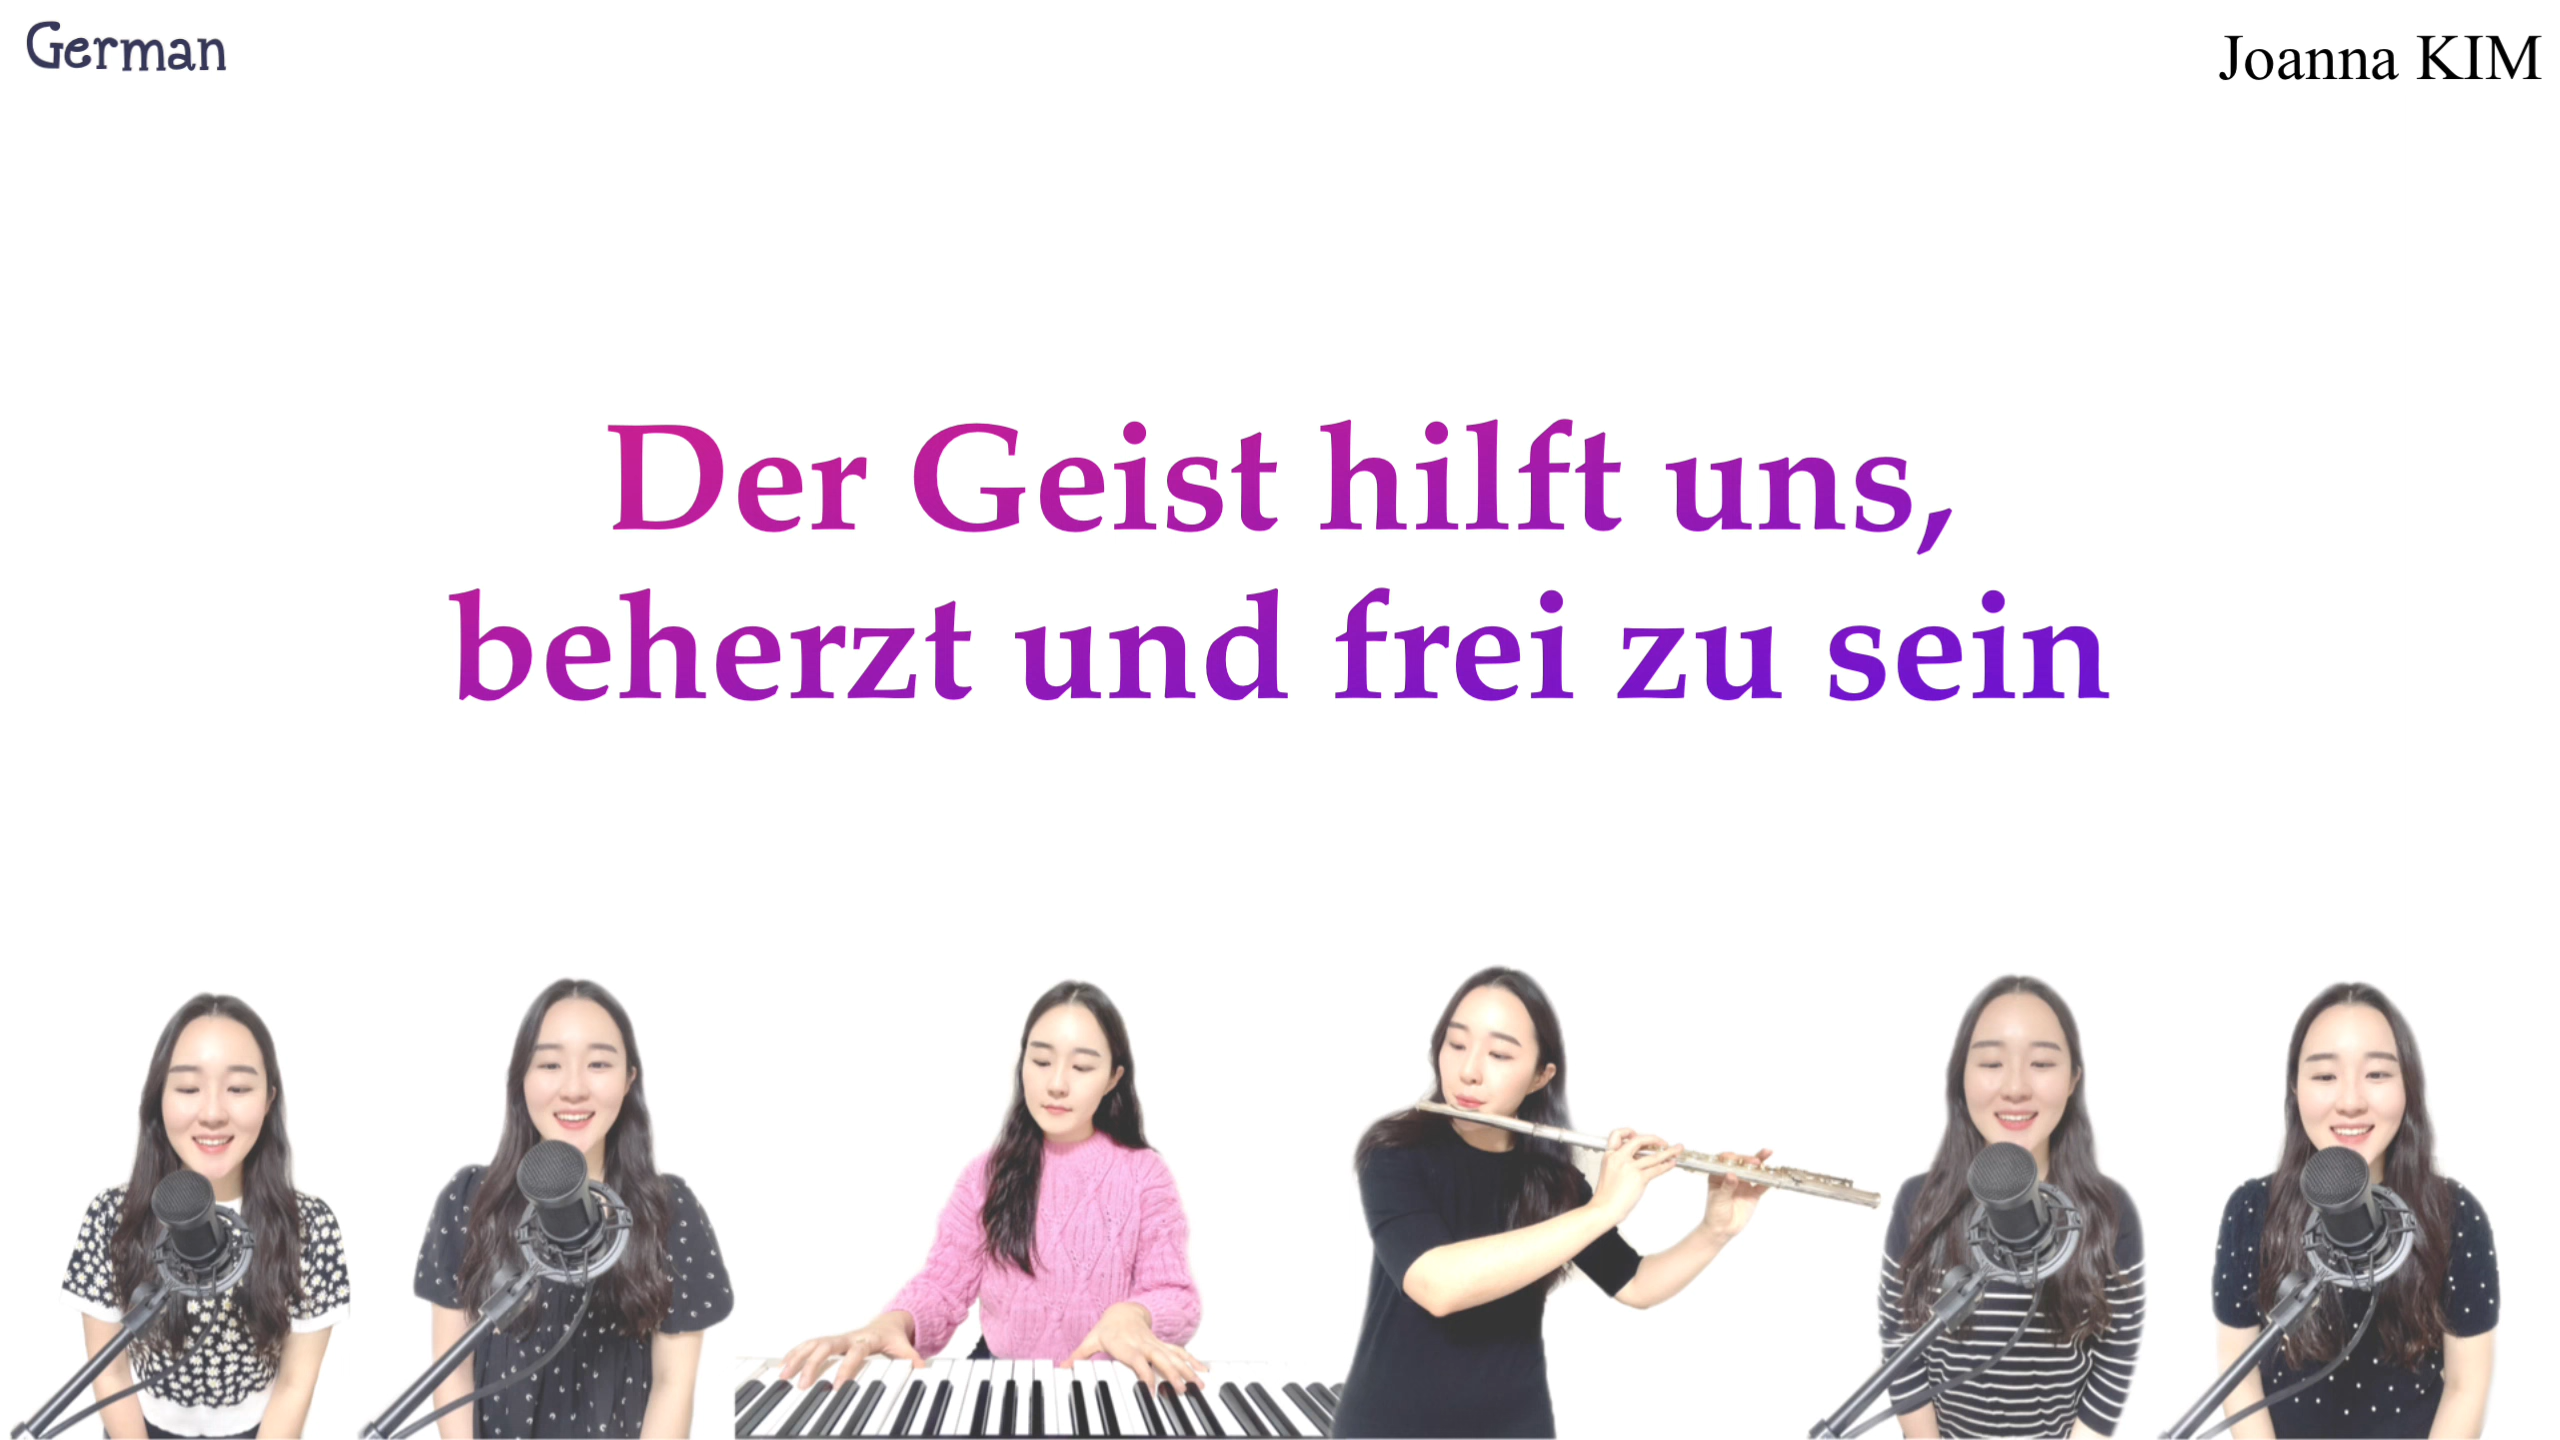 German
Joanna KIM
Der Geist hilft uns,
beherzt und frei zu sein